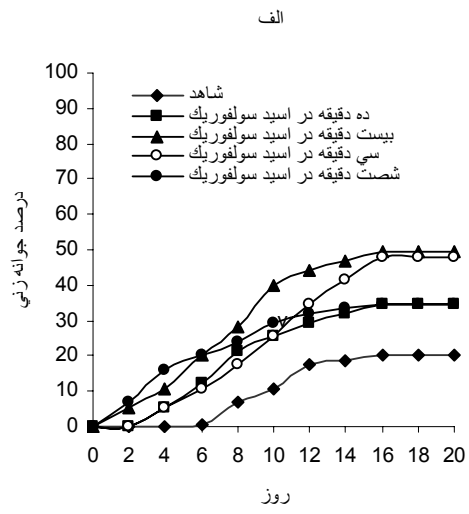 الف
100
90
80
70
60
50
40
30
20
10
0
شاهد
ده دقيقه در اسيد سولفوريك
بيست دقيقه در اسيد سولفوريك
سي دقيقه در اسيد سولفوريك
شصت دقيقه در اسيد سولفوريك
درصد جوانه زني
v
0 2 4 6 8 10 12 14 16 18 20
روز